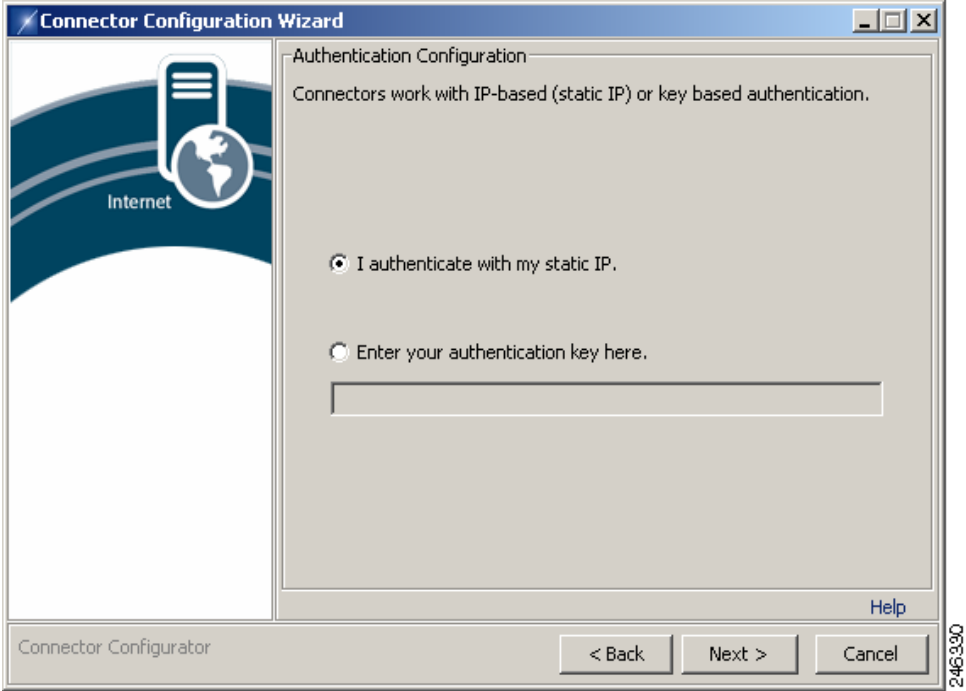 Connector Configuration Wizard
Internet
Authentication Configuration
Connectors work with IP-based (static IP) or key based authentication.
I authenticate with my static IP.
Enter your authentication key here.
Help
Connector Configurator
< Back
Next >
Cancel
246330